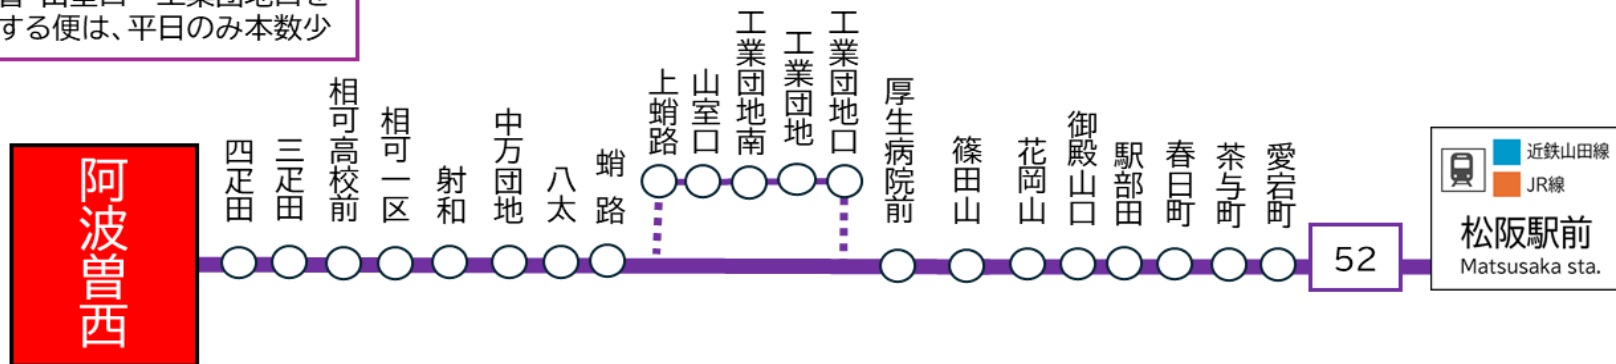 する便は、平日のみ本数少
阿波曽西
四疋田
三疋田
相可高校前
相可一区
射和
中万団地
八太
蛸路
上蛸路
山室口
工業団地南
工業団地
工業団地口
厚生病院前
篠田山
花岡山
御殿山口
駅部田
春日町
茶与町
愛宕町
52
近鉄山田線
JR線
松阪駅前
Matsusaka sta.